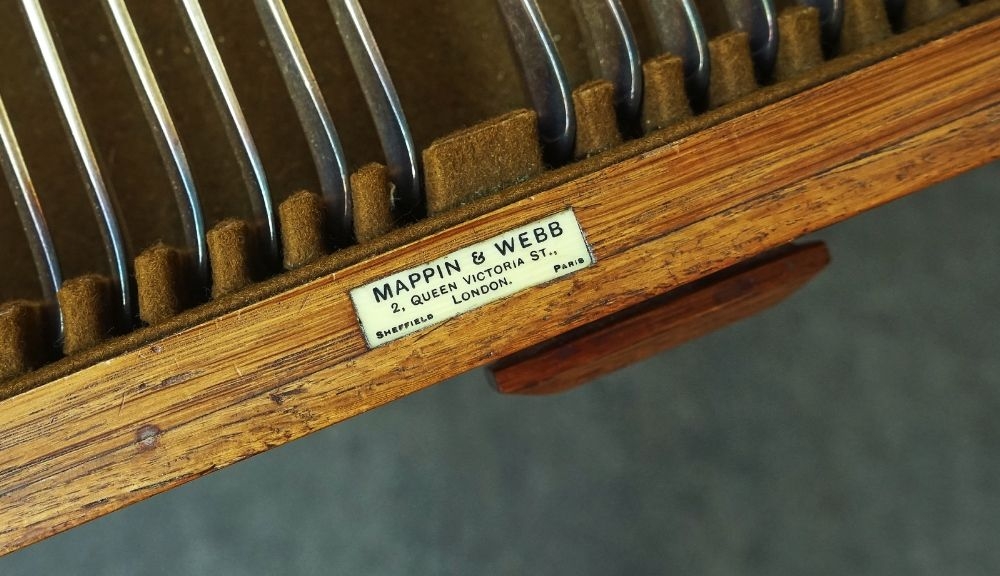 MAPPIN & WEBB
2, QUEEN VICTORIA ST.,
LONDON.
SHEFFIELD PARIS